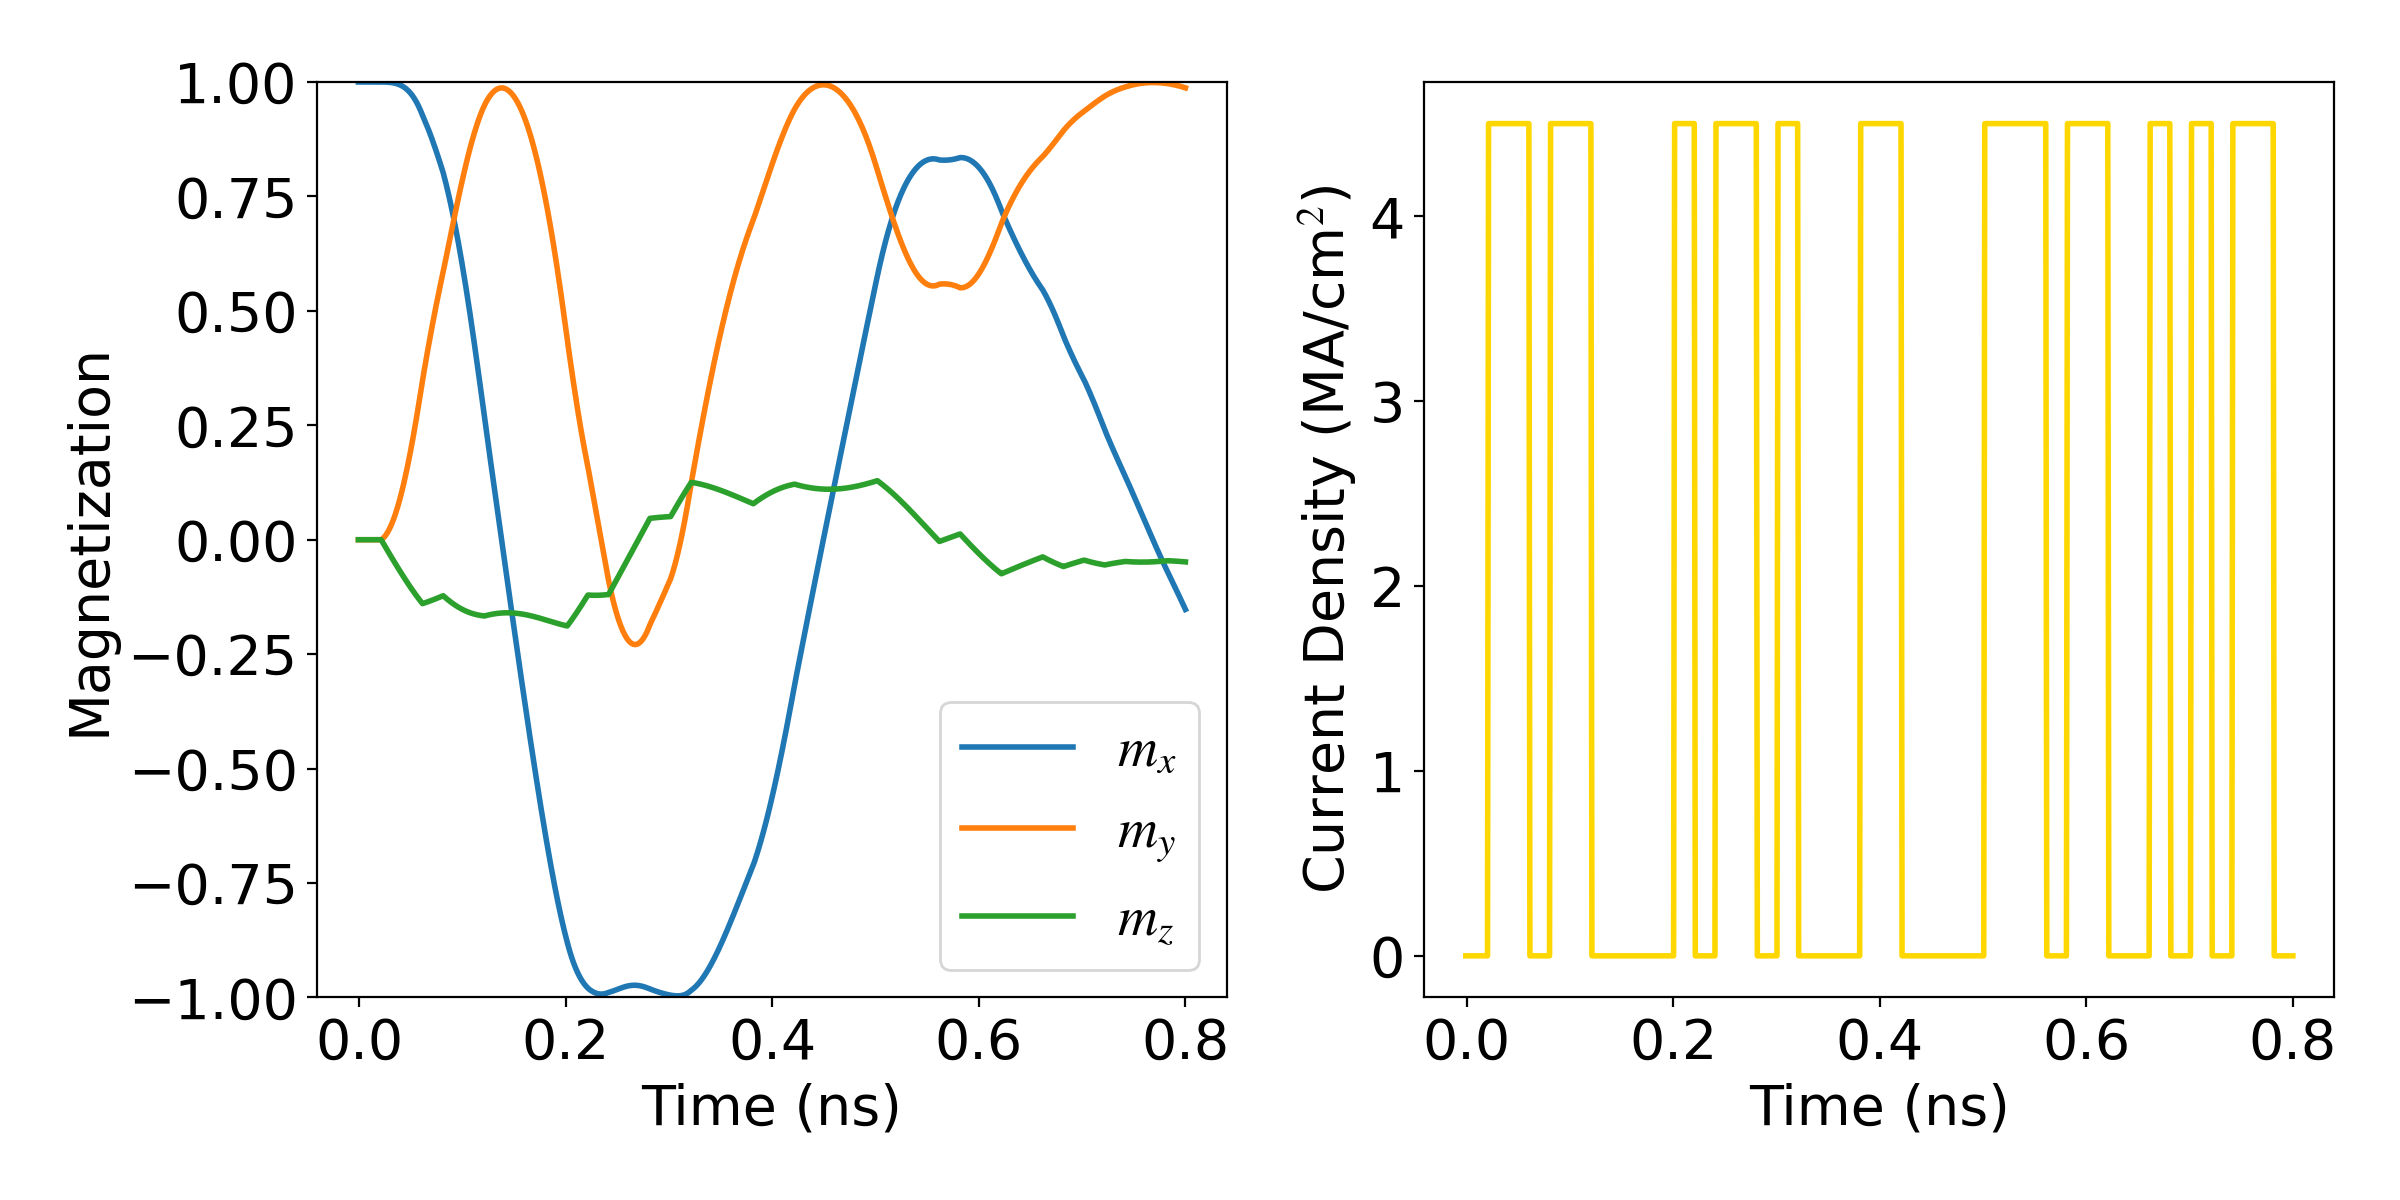 1.00
0.75
0.50
0.25
0.00
−0.25
−0.50
−0.75
−1.00
Magnetization
0.0 0.2 0.4 0.6 0.8
Time (ns)
mₓ
m_y
m_z
4
3
2
1
0
Current Density (MA/cm²)
0.0 0.2 0.4 0.6 0.8
Time (ns)